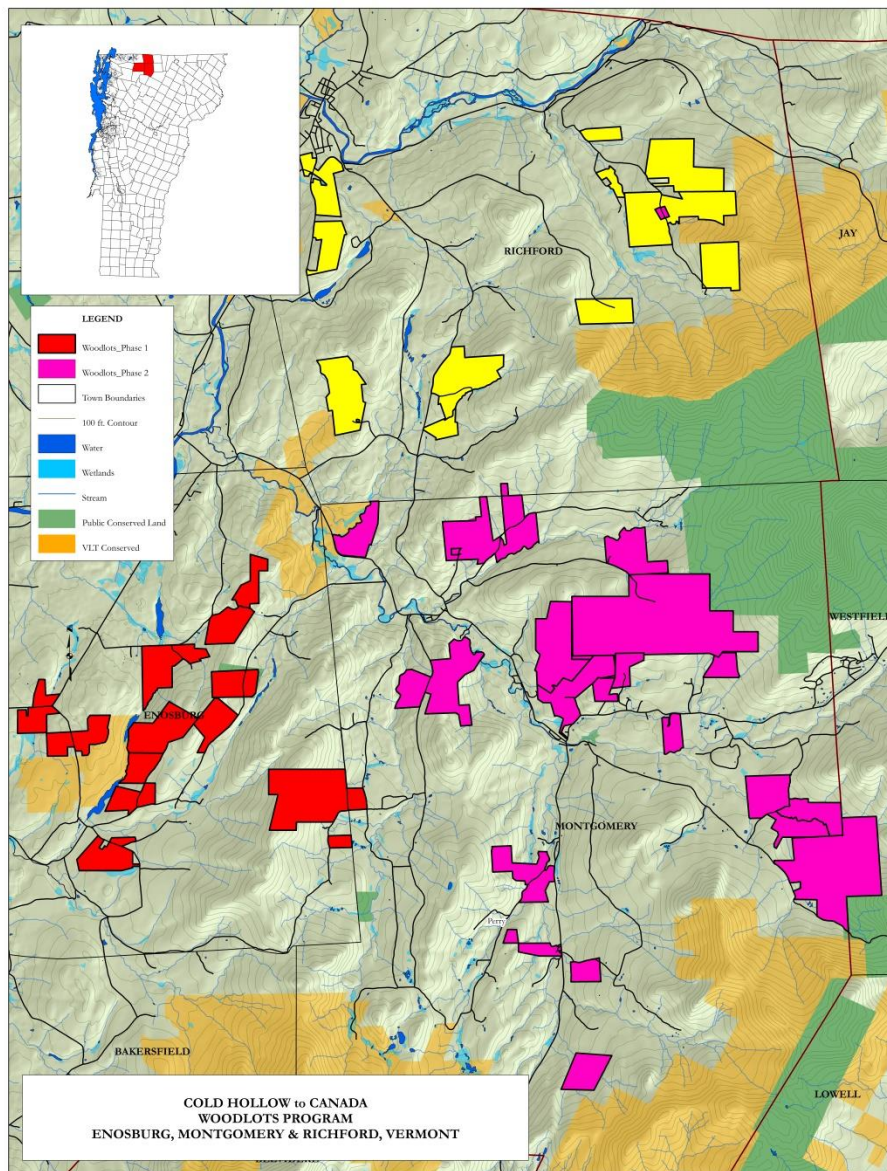 RICHFORD
JAY
LEGEND
Woodlots_Phase 1
Woodlots_Phase 2
Town Boundaries
100 ft. Contour
Water
Wetlands
Stream
Public Conserved Land
VLT Conserved
WESTFIELD
ENOSBURG
MONTGOMERY
Perry
BAKERSFIELD
LOWELL
COLD HOLLOW to CANADA
WOODLOTS PROGRAM
ENOSBURG, MONTGOMERY & RICHFORD, VERMONT